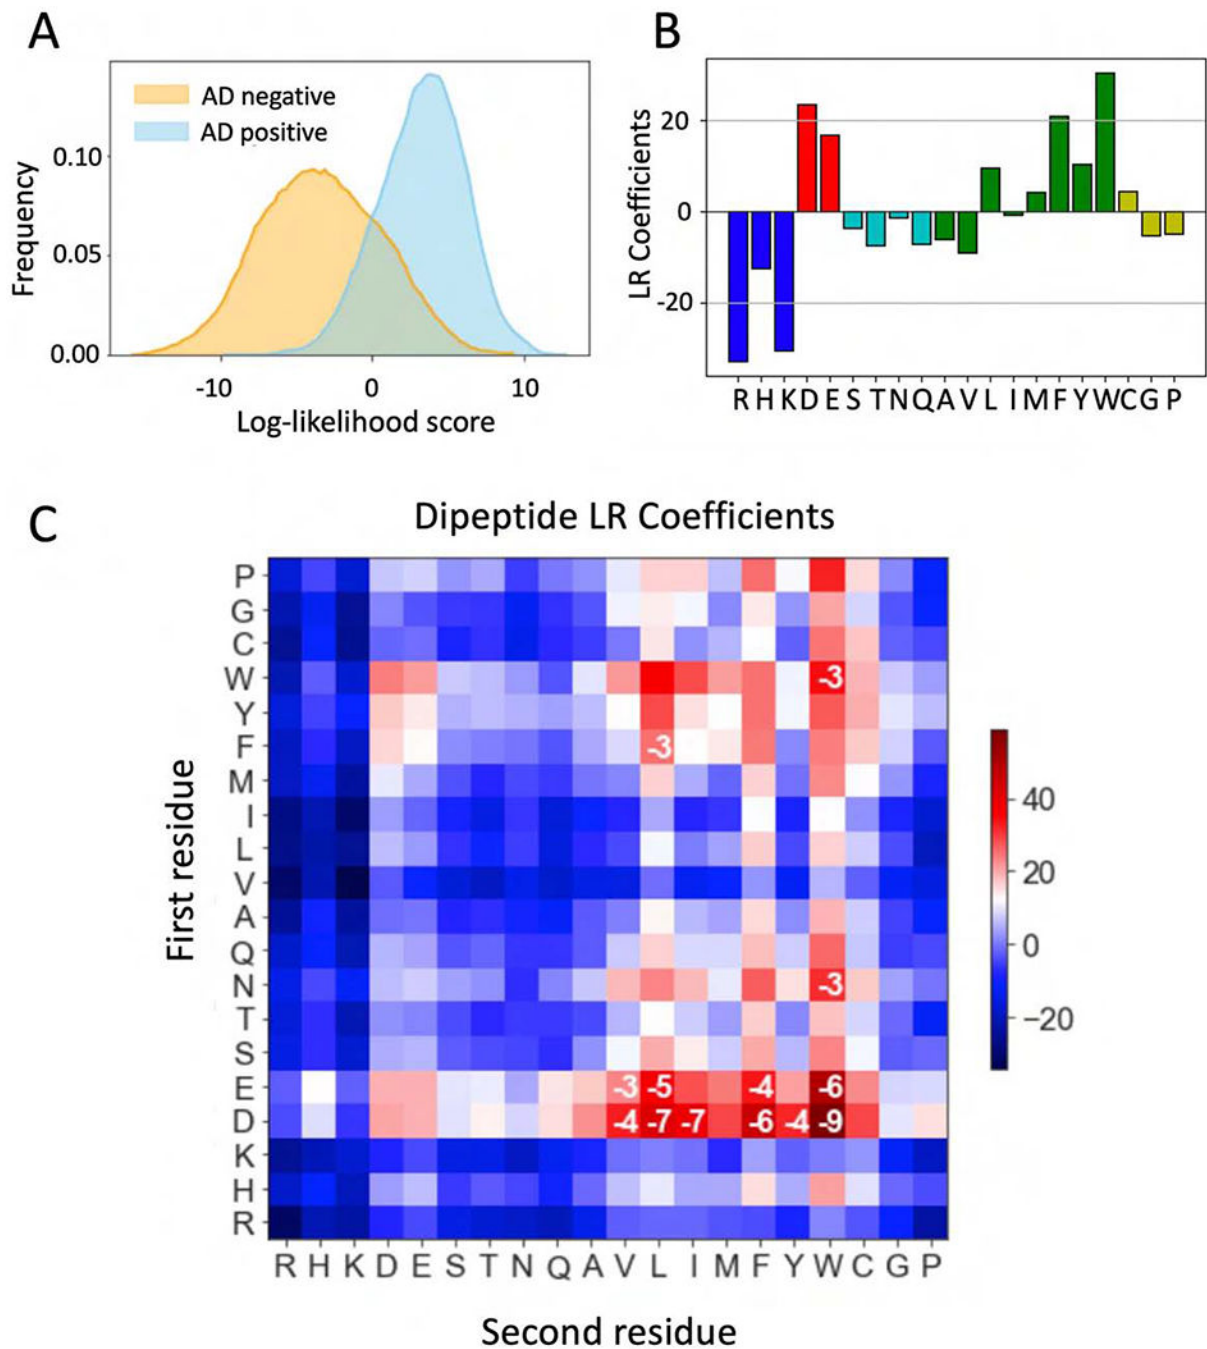 A
B
AD negative
AD positive
Frequency
0.10
0.05
0.00
-10 0 10
Log-likelihood score
LR Coefficients
20
0
-20
R H K D E S T N Q A V L I M F Y W C G P
C
Dipeptide LR Coefficients
First residue
P
G
C
W -3
Y
F -3
M
I
L
V
A
Q
N -3
T
S
E -3 -5 -4 -6
D -4 -7 -7 -6 -4 -9
K
H
R
R H K D E S T N Q A V L I M F Y W C G P
Second residue
40
20
0
−20